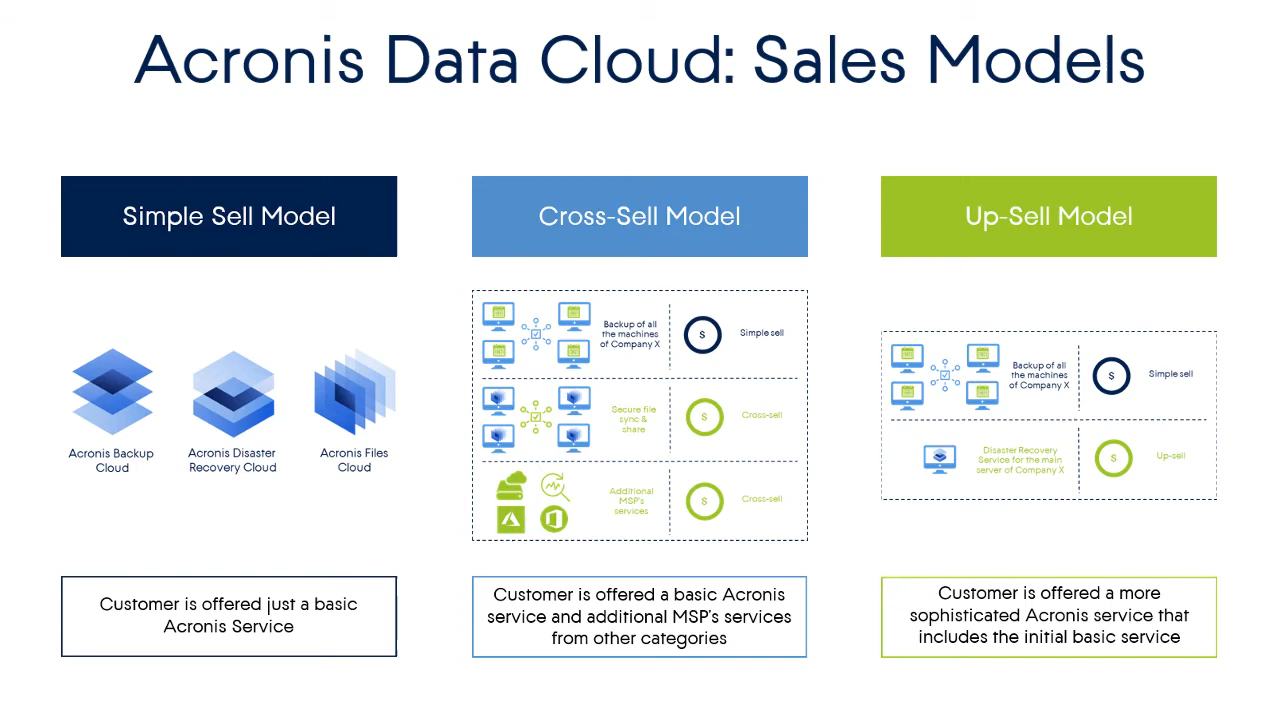 Acronis Data Cloud: Sales Models
Simple Sell Model
Acronis Backup
Cloud
Acronis Disaster
Recovery Cloud
Acronis Files
Cloud
Customer is offered just a basic
Acronis Service
Cross-Sell Model
Backup of all
the machines
of Company X
$
Simple sell
Secure file
sync &
share
$
Cross-sell
Additional
MSP's
services
$
Cross-sell
Customer is offered a basic Acronis
service and additional MSP's services
from other categories
Up-Sell Model
Backup of all
the machines
of Company X
$
Simple sell
Disaster Recovery
Service for the main
server of Company X
$
Up-sell
Customer is offered a more
sophisticated Acronis service that
includes the initial basic service